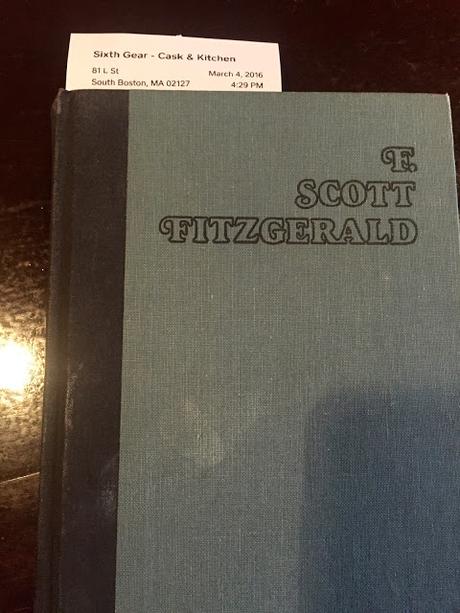 Sixth Gear - Cask & Kitchen
81 L St March 4, 2016
South Boston, MA 02127 4:29 PM
F.
SCOTT
FITZGERALD